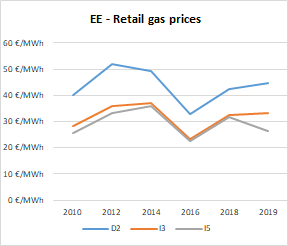 EE - Retail gas prices
60 €/MWh
50 €/MWh
40 €/MWh
30 €/MWh
20 €/MWh
10 €/MWh
0 €/MWh
2010 2012 2014 2016 2018 2019
D2 I3 I5